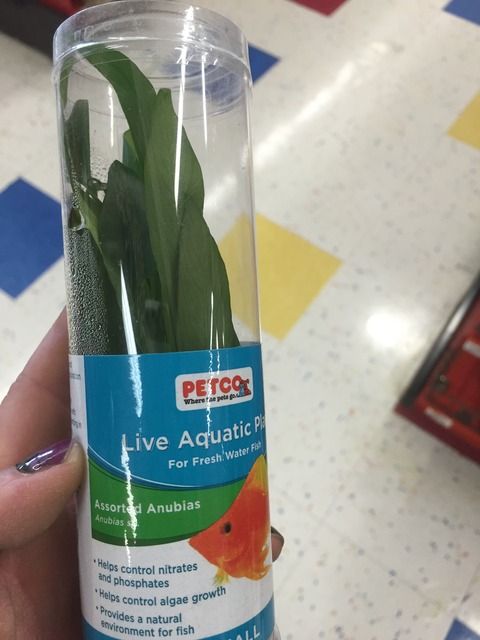 PETCO
Where the pets go.
Live Aquatic Pla
For Fresh Water Fish
Assorted Anubias
Anubias s
• Helps control nitrates
and phosphates
• Helps control algae growth
• Provides a natural
environment for fish
ALL